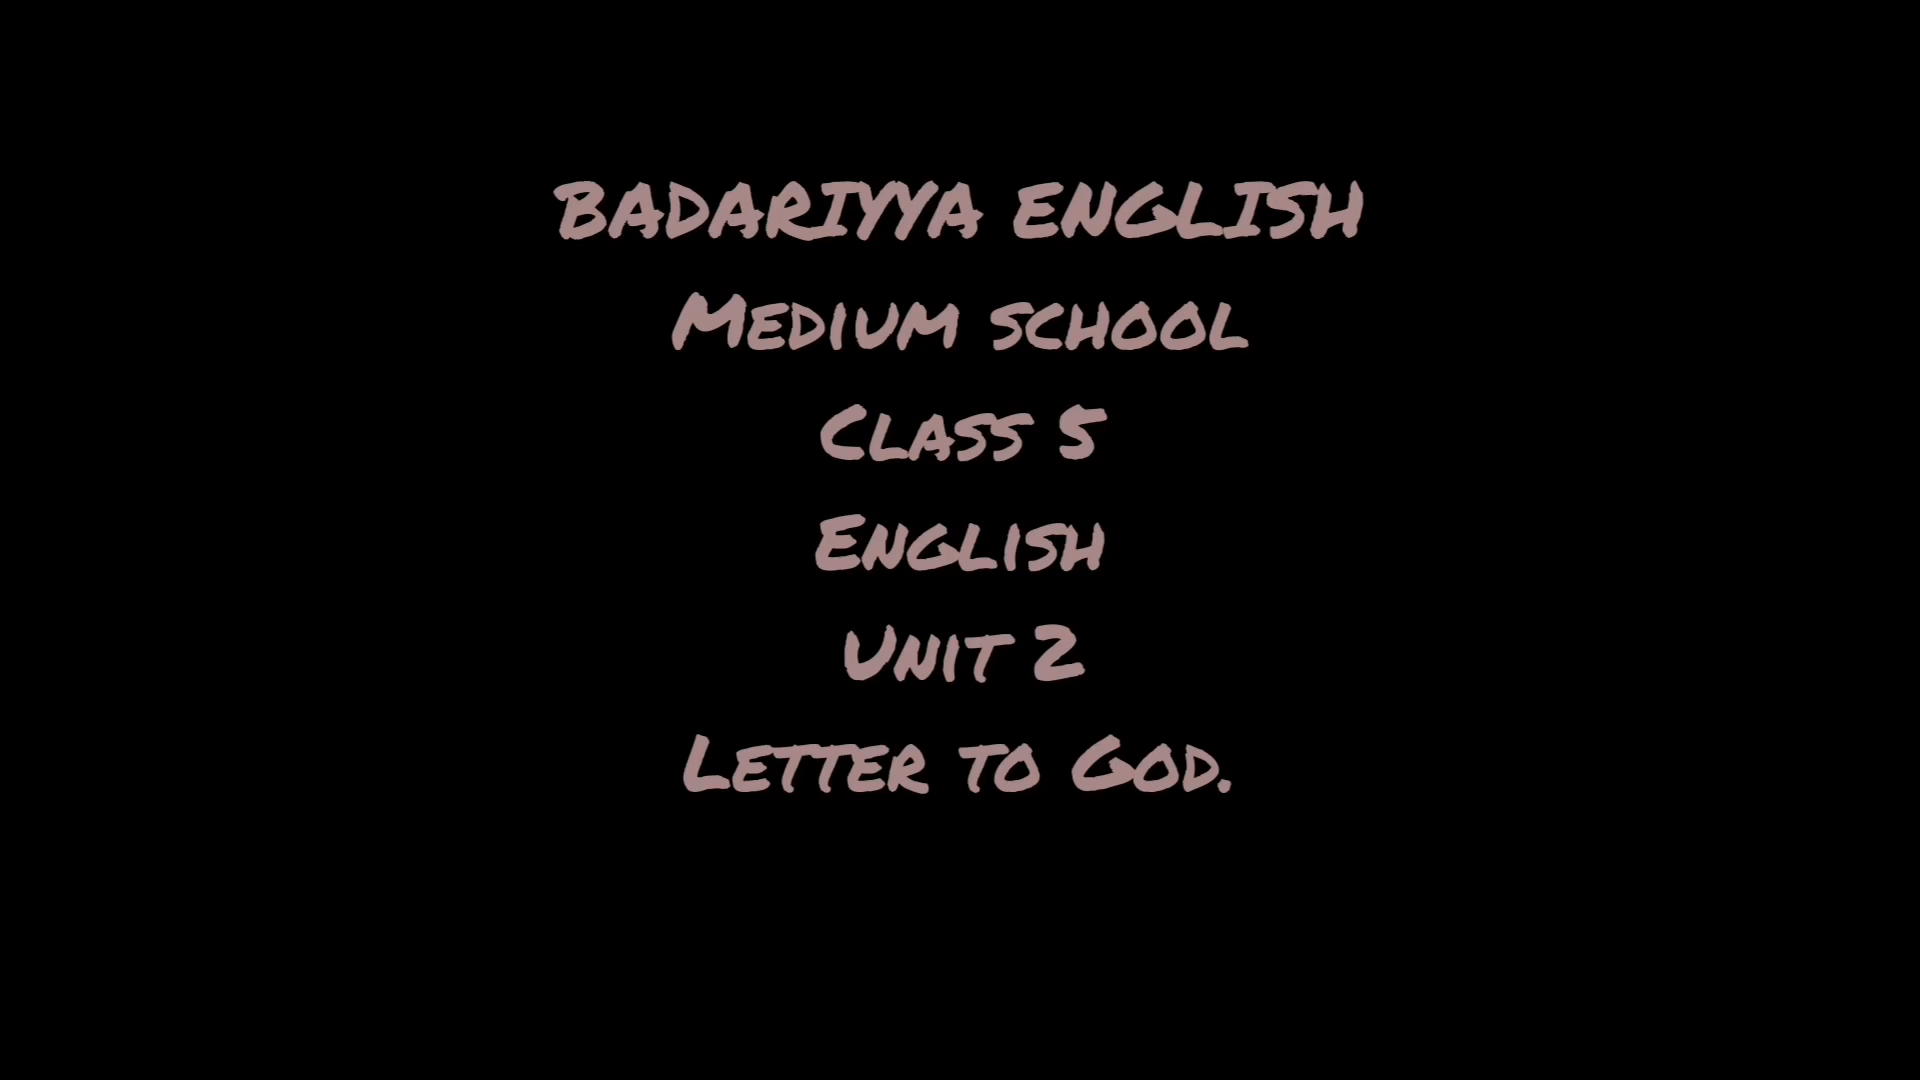 BADARIYYA ENGLISH
Medium school
Class 5
English
Unit 2
Letter to God.